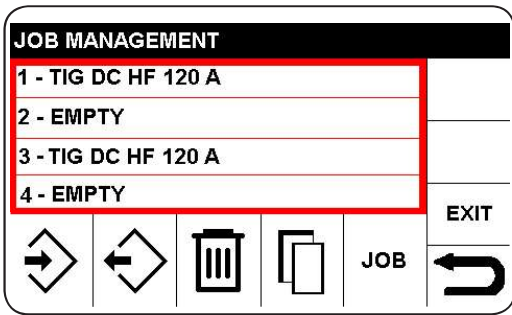 JOB MANAGEMENT
1 - TIG DC HF 120 A
2 - EMPTY
3 - TIG DC HF 120 A
4 - EMPTY
EXIT
JOB